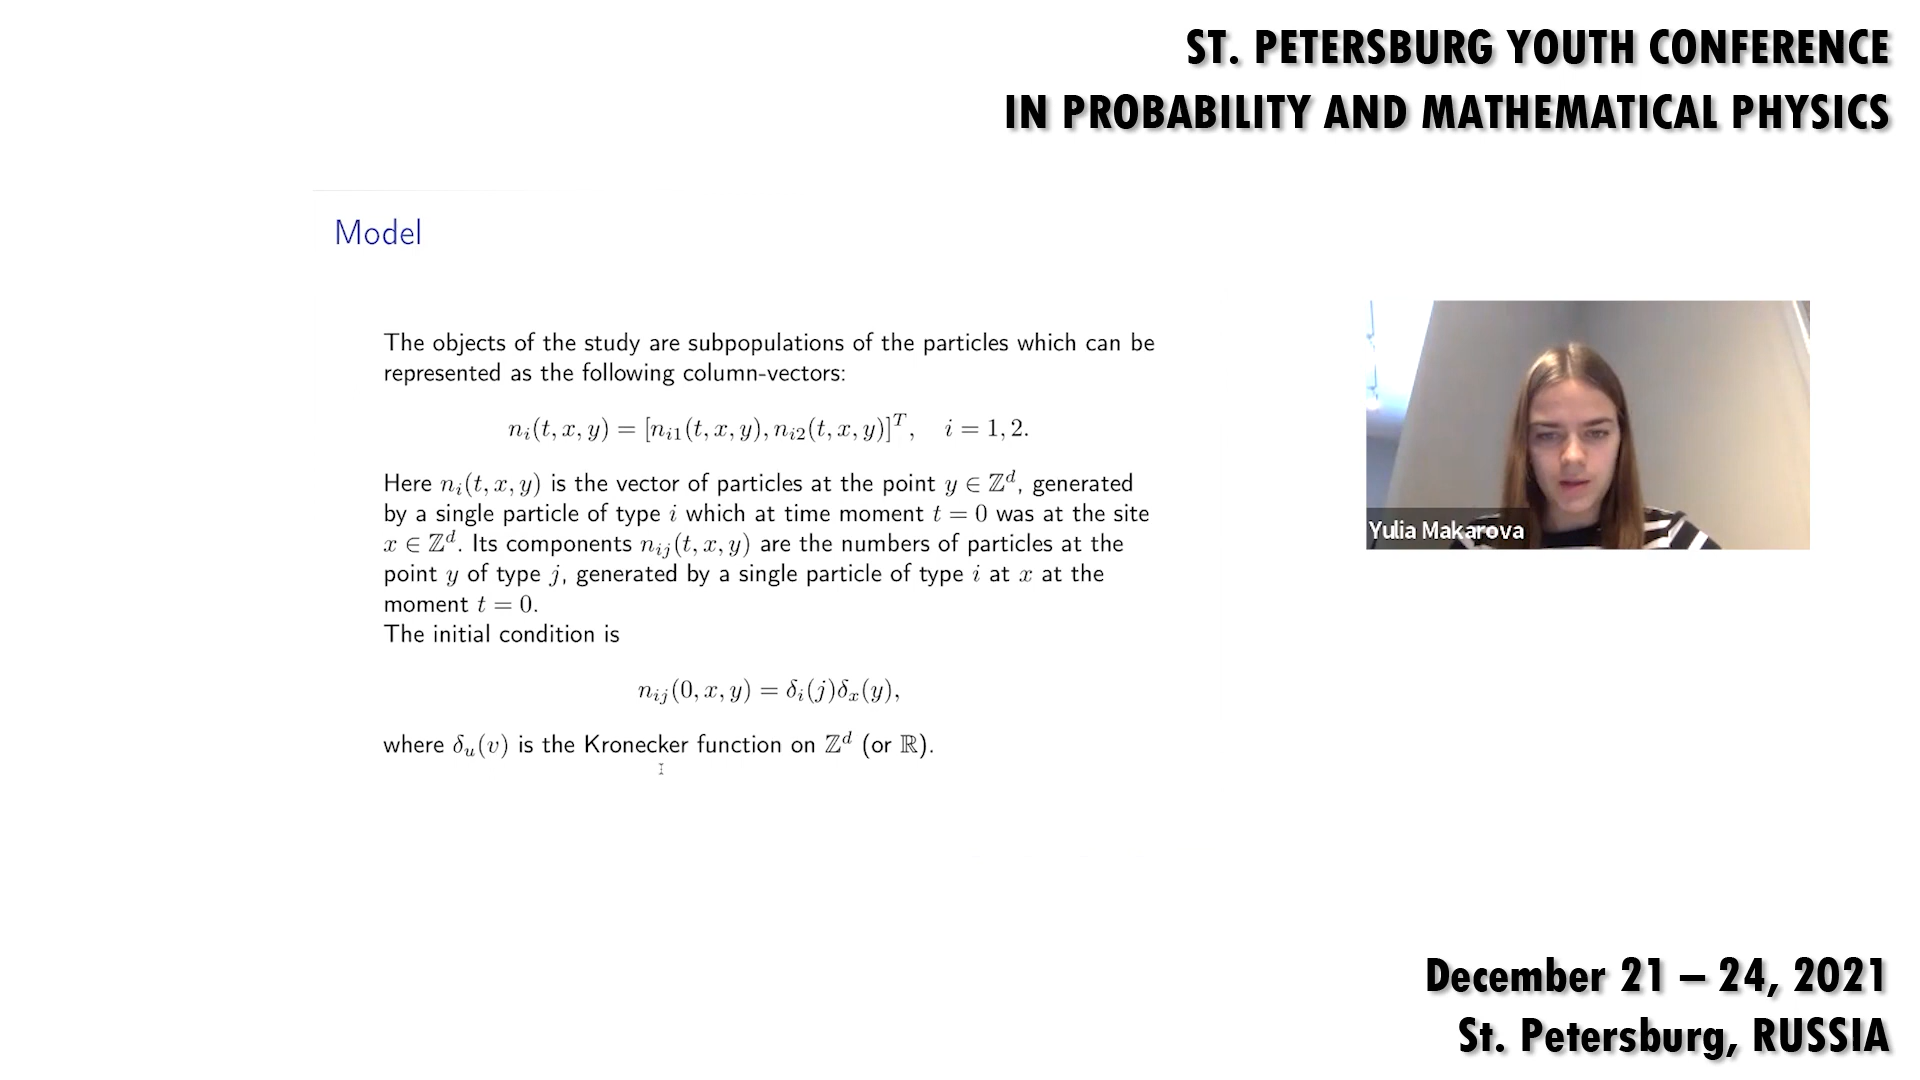 ST. PETERSBURG YOUTH CONFERENCE
IN PROBABILITY AND MATHEMATICAL PHYSICS
Model
The objects of the study are subpopulations of the particles which can be
represented as the following column-vectors:
n_i(t, x, y) = [n_{i1}(t, x, y), n_{i2}(t, x, y)]^T, i = 1, 2.
Here n_i(t, x, y) is the vector of particles at the point y ∈ ℤ^d, generated
by a single particle of type i which at time moment t = 0 was at the site
x ∈ ℤ^d. Its components n_{ij}(t, x, y) are the numbers of particles at the
point y of type j, generated by a single particle of type i at x at the
moment t = 0.
The initial condition is
n_{ij}(0, x, y) = δ_i(j)δ_x(y),
where δ_u(v) is the Kronecker function on ℤ^d (or ℝ).
Yulia Makarova
December 21 – 24, 2021
St. Petersburg, RUSSIA